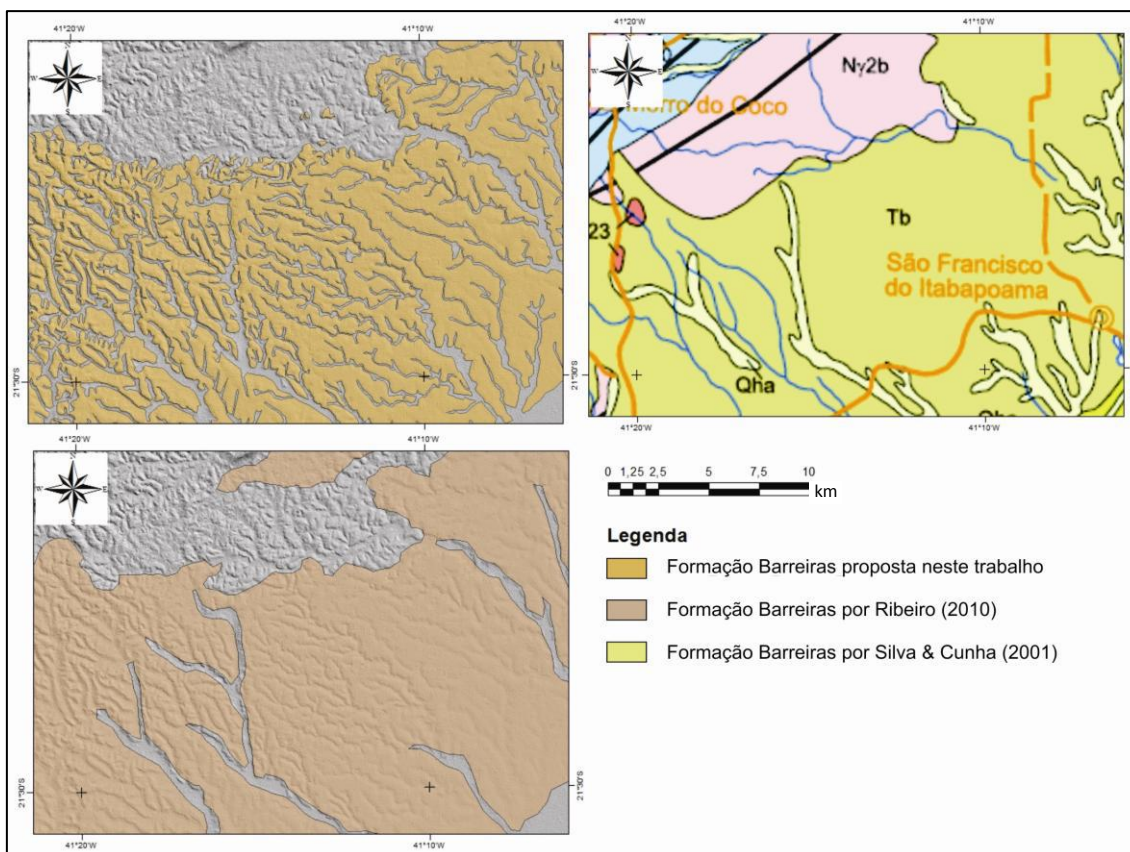 41°20'W 41°10'W
N
W E
S
21°30'S 21°30'S
41°20'W 41°10'W
41°20'W 41°10'W
N
W E
S
Nγ2b
Morro do Coco
23
Tb
São Francisco
do Itabapoama
Qha
41°20'W 41°10'W
N
W E
S
21°30'S 21°30'S
41°20'W 41°10'W
0 1,25 2,5 5 7,5 10
km
Legenda
Formação Barreiras proposta neste trabalho
Formação Barreiras por Ribeiro (2010)
Formação Barreiras por Silva & Cunha (2001)